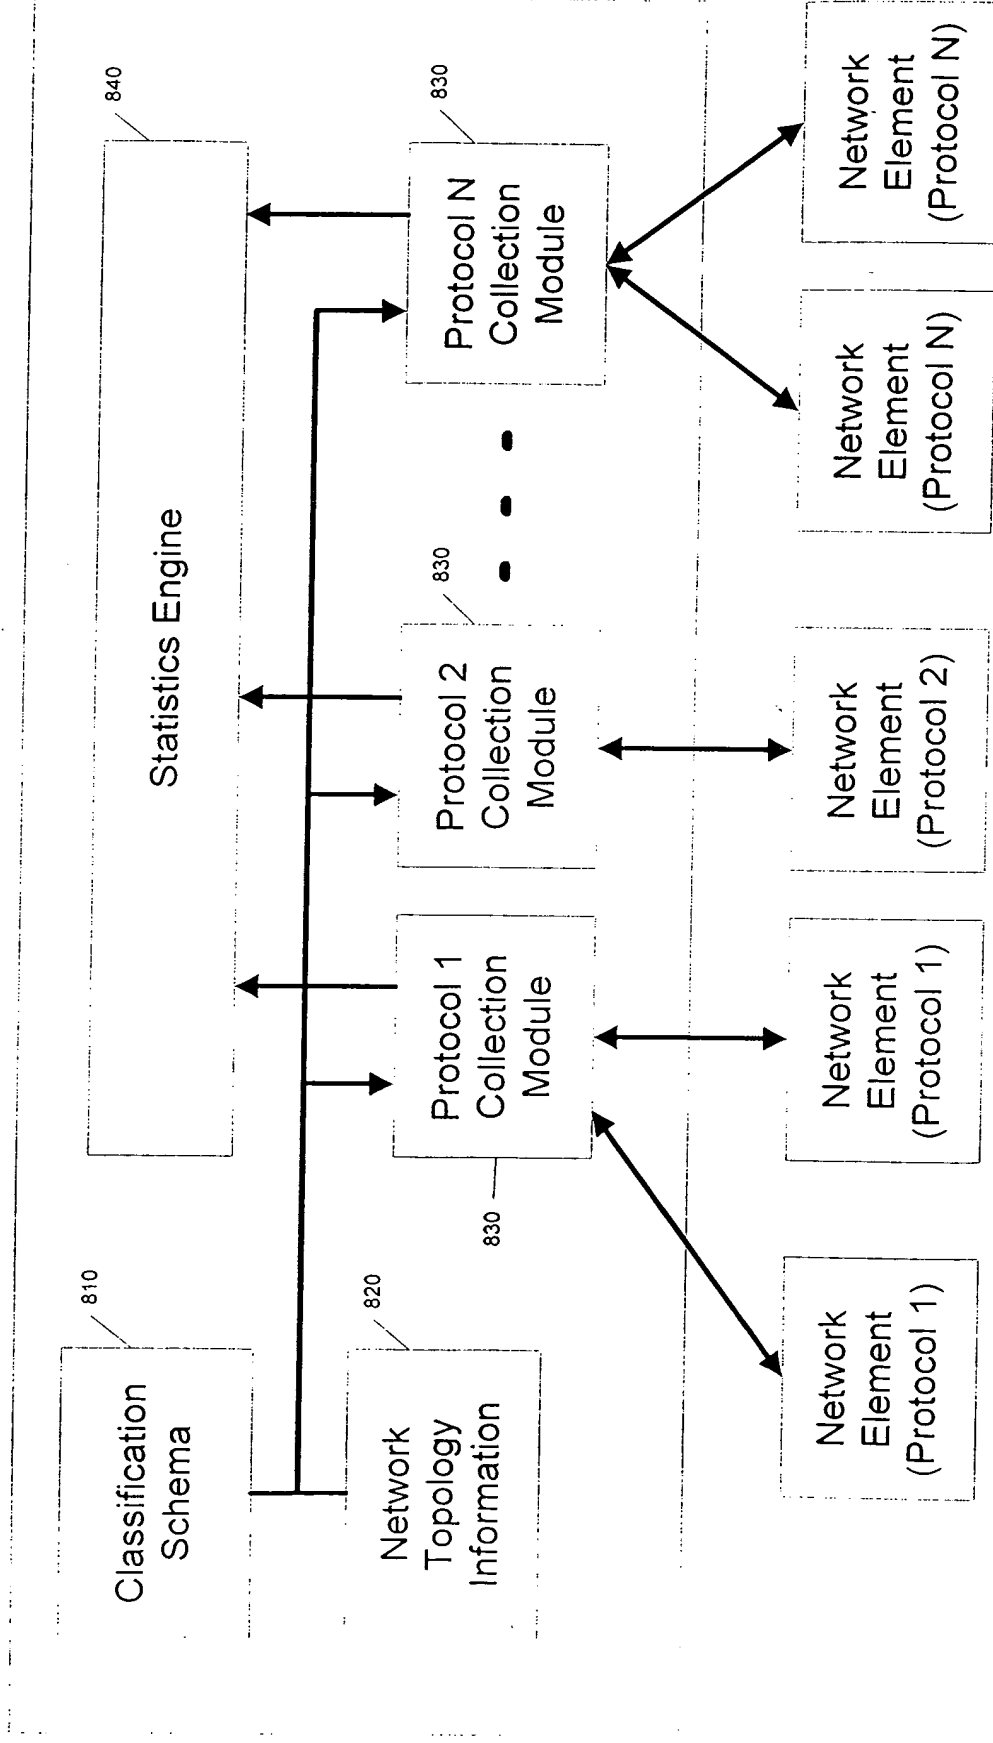 Classification
Schema
810
Statistics Engine
840
Network
Topology
Information
820
Protocol 1
Collection
Module
830
Protocol 2
Collection
Module
830
Protocol N
Collection
Module
830
Network
Element
(Protocol 1)
Network
Element
(Protocol 1)
Network
Element
(Protocol 2)
Network
Element
(Protocol N)
Network
Element
(Protocol N)